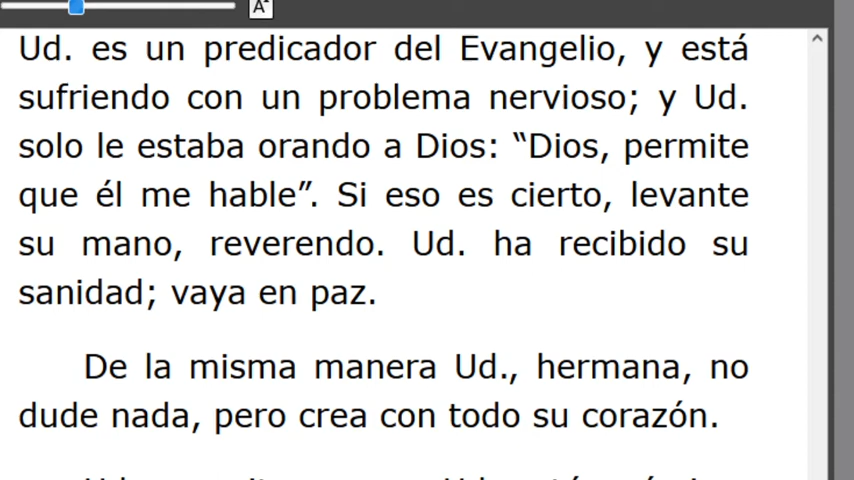 A
Ud. es un predicador del Evangelio, y está
sufriendo con un problema nervioso; y Ud.
solo le estaba orando a Dios: “Dios, permite
que él me hable”. Si eso es cierto, levante
su mano, reverendo. Ud. ha recibido su
sanidad; vaya en paz.
De la misma manera Ud., hermana, no
dude nada, pero crea con todo su corazón.